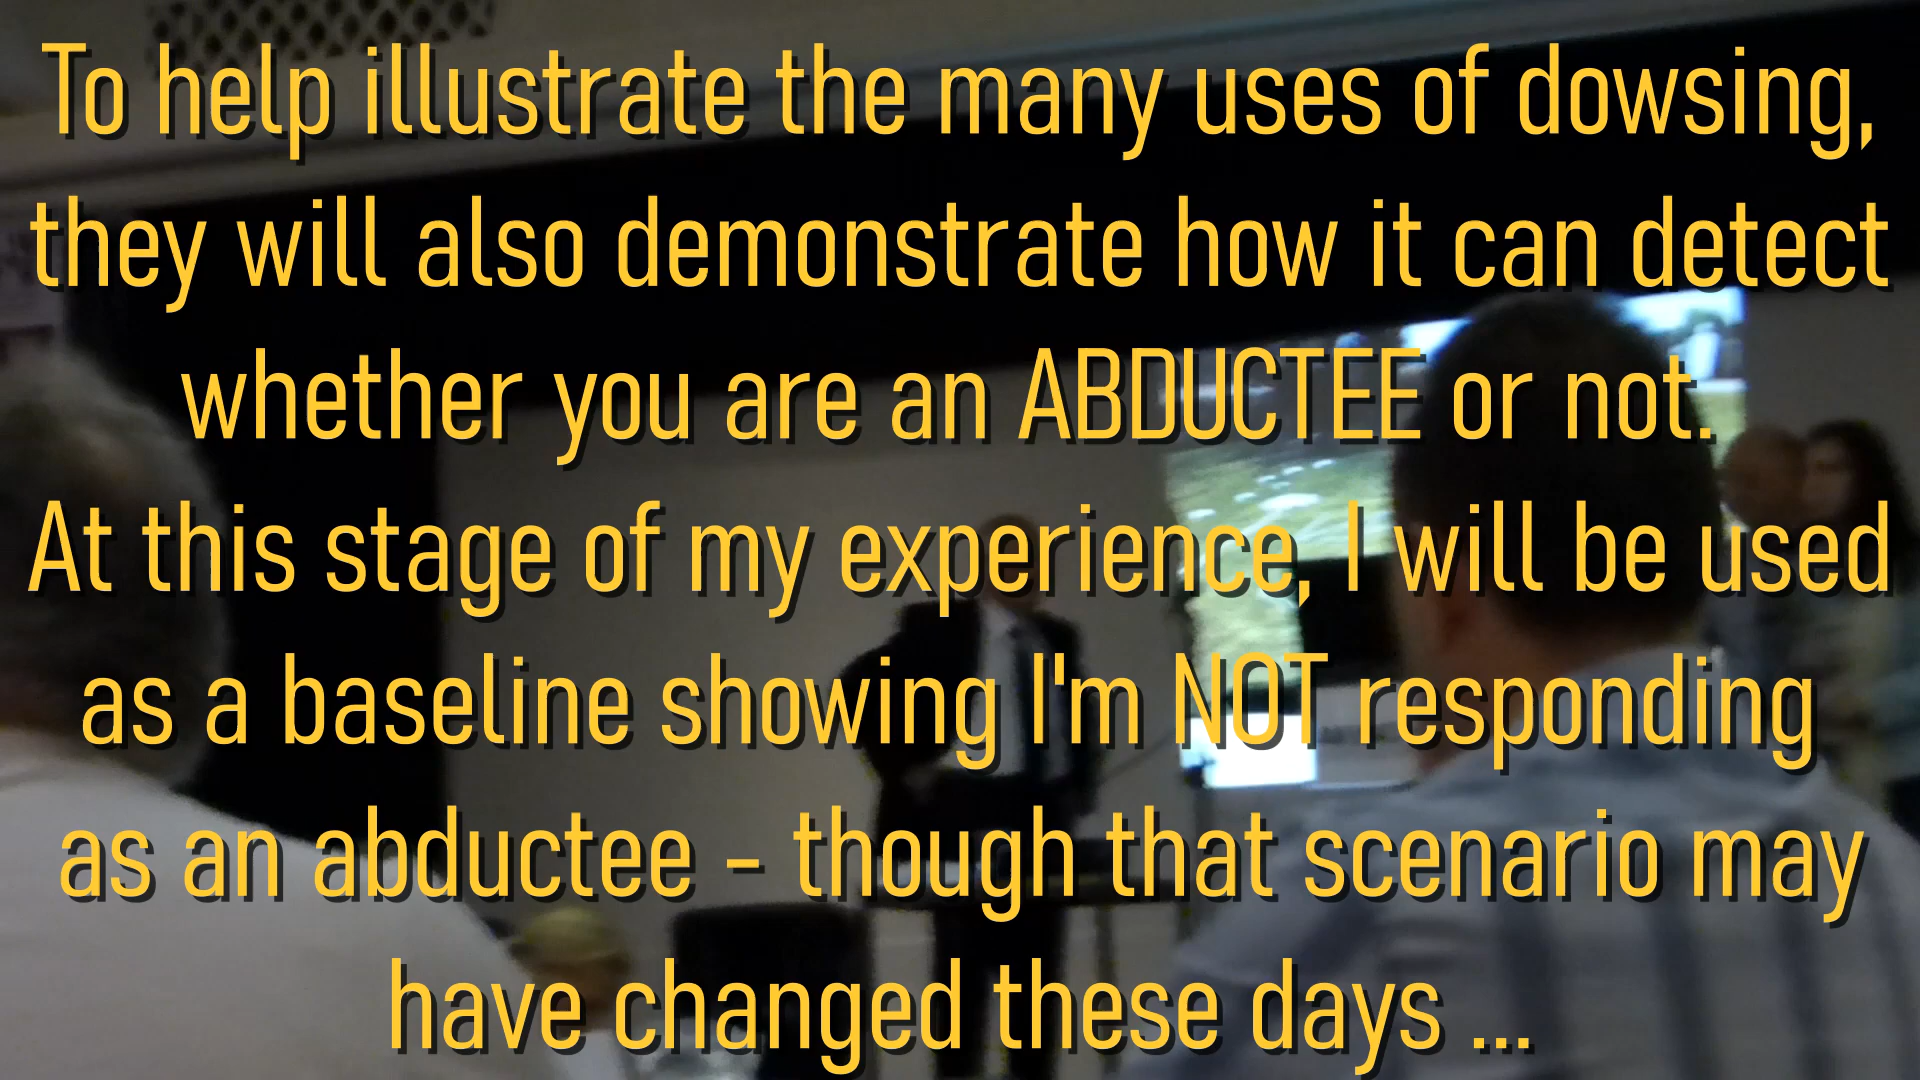 To help illustrate the many uses of dowsing,
they will also demonstrate how it can detect
whether you are an ABDUCTEE or not.
At this stage of my experience, I will be used
as a baseline showing I'm NOT responding
as an abductee - though that scenario may
have changed these days ...